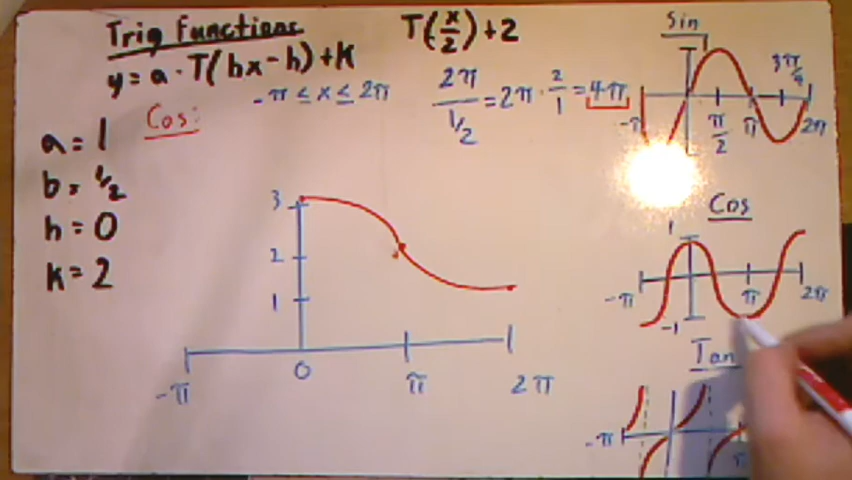 Trig Functions
y = a · T(bx - h) + K
T(x/2) + 2
-π ≤ x ≤ 2π
2π / 1/2 = 2π · 2/1 = 4π
Cos:
a = 1
b = 1/2
h = 0
K = 2
3
2
1
-π 0 π 2π
Sin
1
3π/4
-π π/2 π 2π
Cos
1
-π π 2π
-1
Tan
-π π